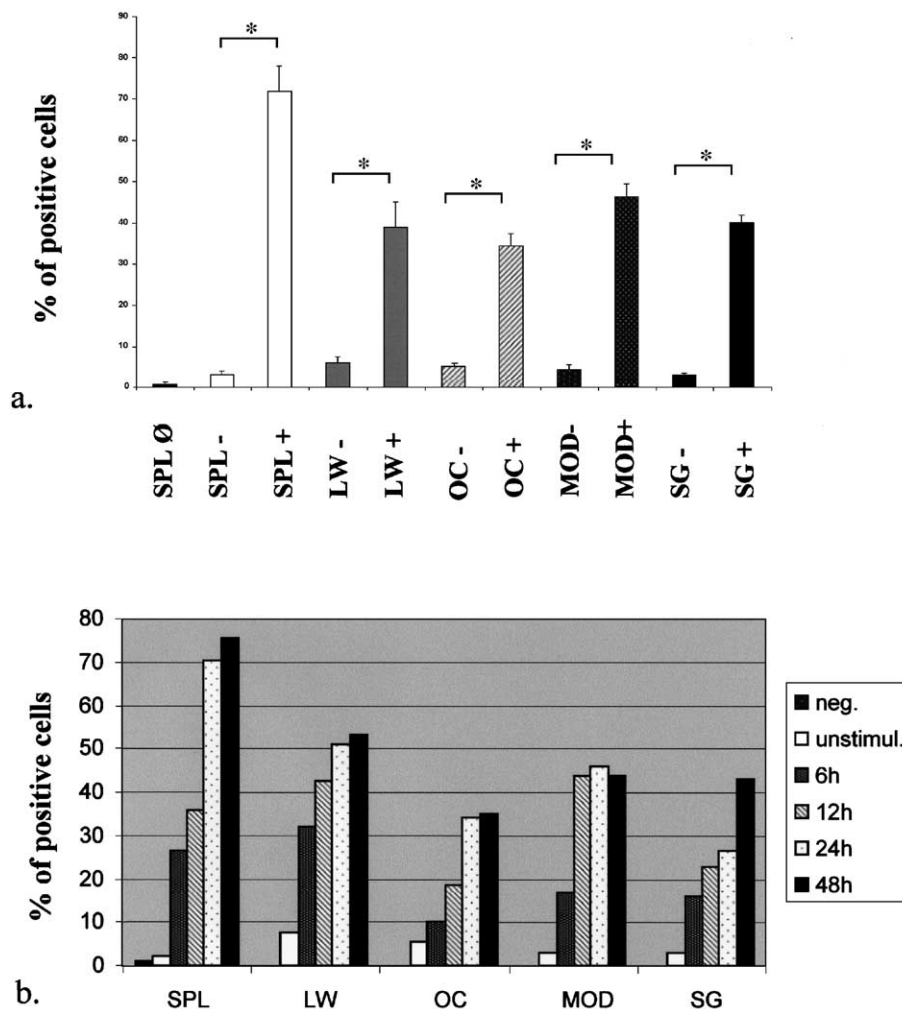 90
80
70
60
50
40
30
20
10
0
% of positive cells
* * * * *
a.
SPL Ø SPL - SPL + LW - LW + OC - OC + MOD- MOD+ SG - SG +
80
70
60
50
40
30
20
10
0
% of positive cells
neg.
unstimul.
6h
12h
24h
48h
b.
SPL LW OC MOD SG